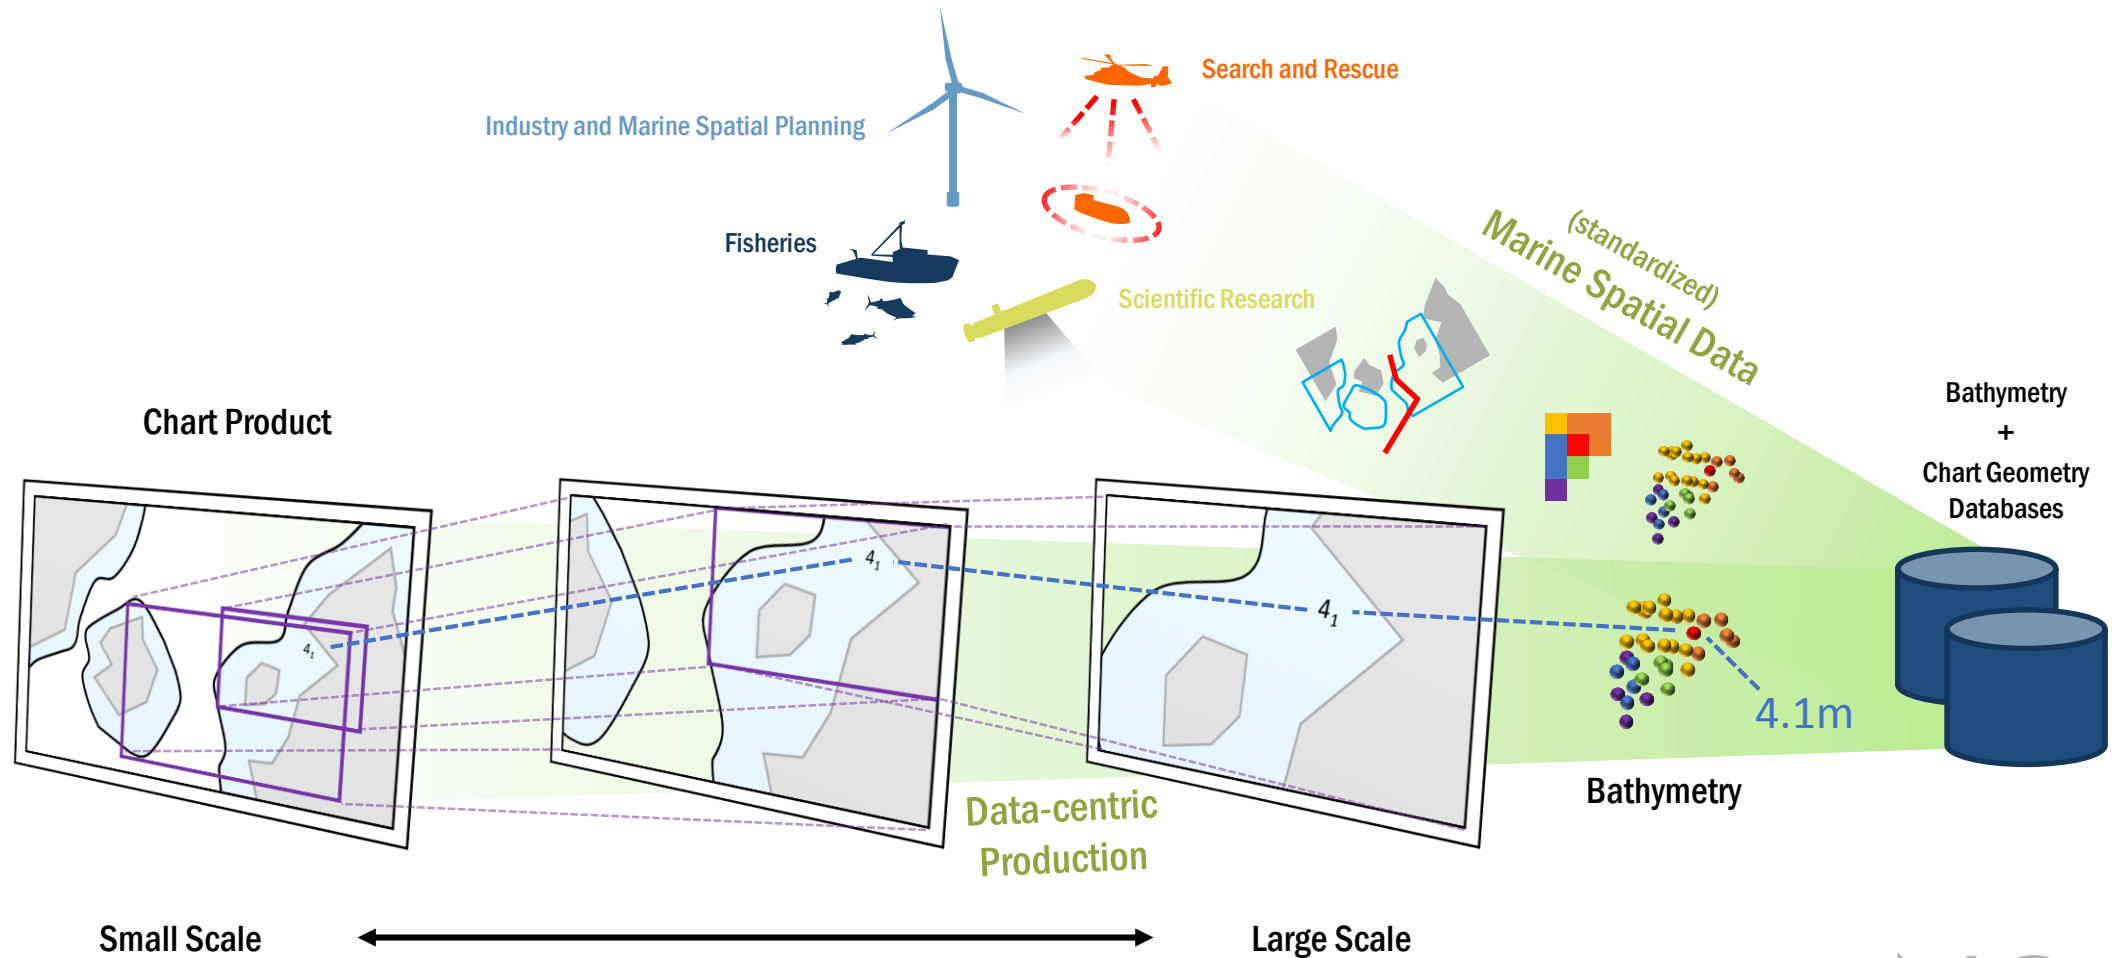 Search and Rescue
Industry and Marine Spatial Planning
Fisheries
Scientific Research
(standardized)
Marine Spatial Data
Bathymetry
+
Chart Geometry
Databases
Chart Product
4₁
4₁
4₁
4.1m
Bathymetry
Data-centric
Production
Small Scale
Large Scale